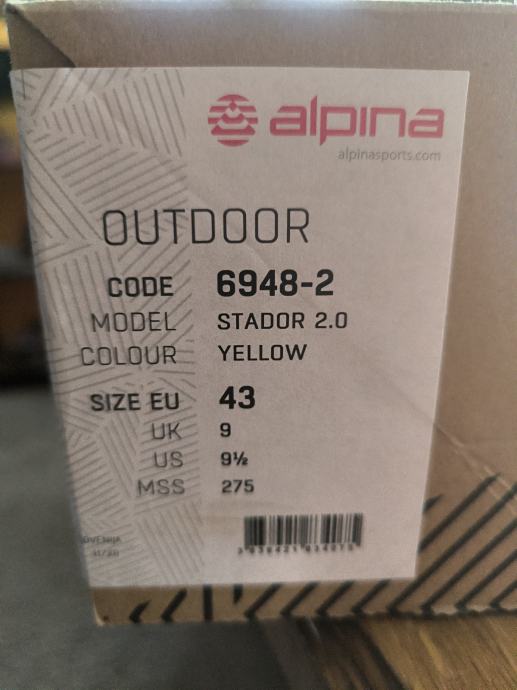 alpina
alpinasports.com
OUTDOOR
CODE 6948-2
MODEL STADOR 2.0
COLOUR YELLOW
SIZE EU 43
UK 9
US 9½
MSS 275